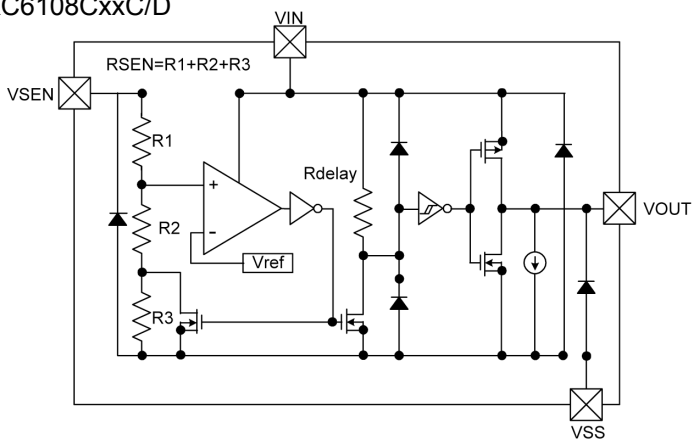 C6108CxxC/D
VIN
RSEN=R1+R2+R3
VSEN
R1
Rdelay
+
R2
-
Vref
VOUT
R3
VSS